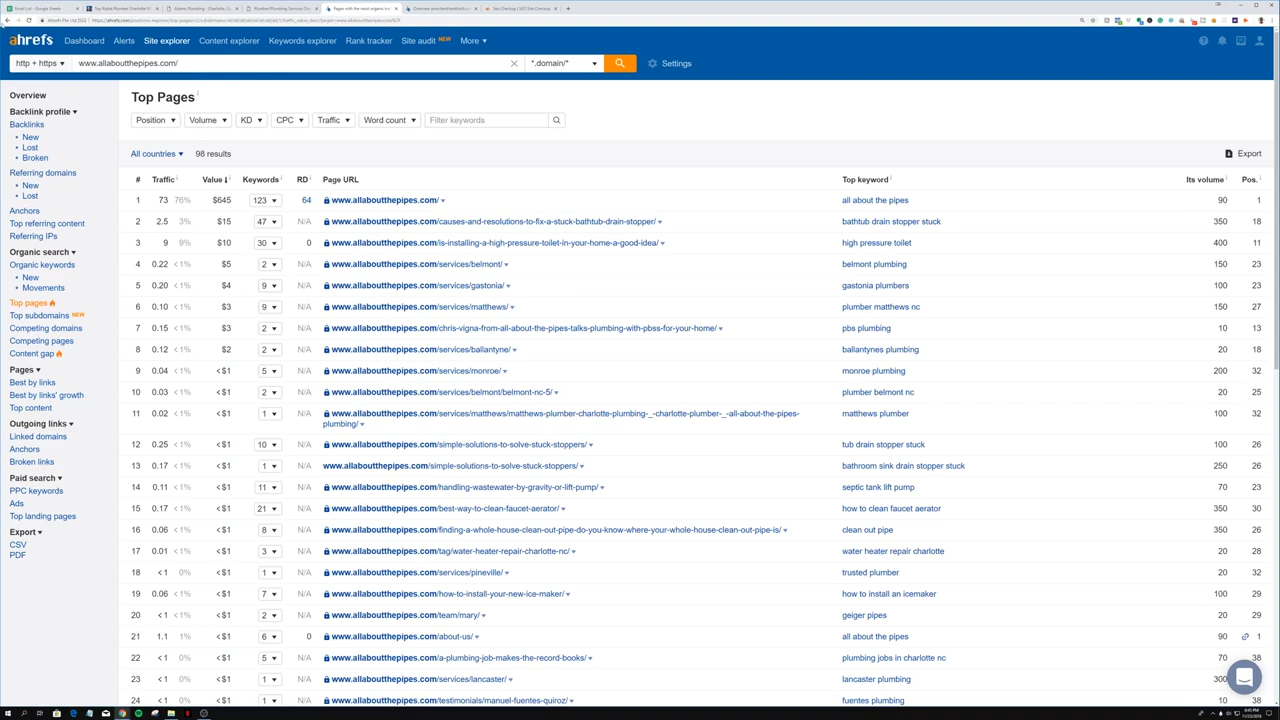 Email List - Google Sheets
Top Rated Plumber Charlotte N
Adams Plumbing - Charlotte, G
Plumber/Plumbing Services Ch
Pages with the most organic tra
Overview:
Seo Checkup | SEO Site Checkup
ahrefs
Dashboard Alerts Site explorer Content explorer Keywords explorer Rank tracker Site audit NEW More
http + https www.allaboutthepipes.com/ *.domain/* Settings
Overview
Backlink profile
Backlinks
• New
• Lost
• Broken
Referring domains
• New
• Lost
Anchors
Top referring content
Referring IPs
Organic search
Organic keywords
• New
• Movements
Top pages
Top subdomains NEW
Competing domains
Competing pages
Content gap
Pages
Best by links
Best by links' growth
Top content
Outgoing links
Linked domains
Anchors
Broken links
Paid search
PPC keywords
Ads
Top landing pages
Export
CSV
PDF
Top Pages
Position Volume KD CPC Traffic Word count Filter keywords
All countries 98 results Export
# Traffic Value Keywords RD Page URL Top keyword Its volume Pos.
1 73 76% $645 123 64 www.allaboutthepipes.com/ all about the pipes 90 1
2 2.5 3% $15 47 N/A www.allaboutthepipes.com/causes-and-resolutions-to-fix-a-stuck-bathtub-drain-stopper/ bathtub drain stopper stuck 350 18
3 9 9% $10 30 0 www.allaboutthepipes.com/is-installing-a-high-pressure-toilet-in-your-home-a-good-idea/ high pressure toilet 400 11
4 0.22 <1% $5 2 N/A www.allaboutthepipes.com/services/belmont/ belmont plumbing 150 23
5 0.20 <1% $4 9 N/A www.allaboutthepipes.com/services/gastonia/ gastonia plumbers 100 23
6 0.10 <1% $3 9 N/A www.allaboutthepipes.com/services/matthews/ plumber matthews nc 150 27
7 0.15 <1% $3 2 N/A www.allaboutthepipes.com/chris-vigna-from-all-about-the-pipes-talks-plumbing-with-pbss-for-your-home/ pbs plumbing 10 13
8 0.12 <1% $2 2 N/A www.allaboutthepipes.com/services/ballantyne/ ballantynes plumbing 20 18
9 0.04 <1% <$1 5 N/A www.allaboutthepipes.com/services/monroe/ monroe plumbing 200 32
10 0.03 <1% <$1 2 N/A www.allaboutthepipes.com/services/belmont/belmont-nc-5/ plumber belmont nc 20 25
11 0.02 <1% <$1 1 N/A www.allaboutthepipes.com/services/matthews/matthews-plumber-charlotte-plumbing-_-charlotte-plumber-_-all-about-the-pipes- matthews plumber 100 32
plumbing/
12 0.25 <1% <$1 10 N/A www.allaboutthepipes.com/simple-solutions-to-solve-stuck-stoppers/ tub drain stopper stuck 100 26
13 0.17 <1% <$1 1 N/A www.allaboutthepipes.com/simple-solutions-to-solve-stuck-stoppers/ bathroom sink drain stopper stuck 250 26
14 0.11 <1% <$1 11 N/A www.allaboutthepipes.com/handling-wastewater-by-gravity-or-lift-pump/ septic tank lift pump 70 23
15 0.17 <1% <$1 21 N/A www.allaboutthepipes.com/best-way-to-clean-faucet-aerator/ how to clean faucet aerator 350 30
16 0.06 <1% <$1 8 N/A www.allaboutthepipes.com/finding-a-whole-house-clean-out-pipe-do-you-know-where-your-whole-house-clean-out-pipe-is/ clean out pipe 350 26
17 0.01 <1% <$1 3 N/A www.allaboutthepipes.com/tag/water-heater-repair-charlotte-nc/ water heater repair charlotte 20 28
18 <1 0% <$1 1 N/A www.allaboutthepipes.com/services/pineville/ trusted plumber 20 32
19 0.06 <1% <$1 7 N/A www.allaboutthepipes.com/how-to-install-your-new-ice-maker/ how to install an icemaker 100 29
20 <1 <1% <$1 2 N/A www.allaboutthepipes.com/team/mary/ geiger pipes 20 29
21 1.1 1% <$1 6 0 www.allaboutthepipes.com/about-us/ all about the pipes 90 1
22 <1 0% <$1 5 N/A www.allaboutthepipes.com/a-plumbing-job-makes-the-record-books/ plumbing jobs in charlotte nc 70 38
23 <1 0% <$1 1 N/A www.allaboutthepipes.com/services/lancaster/ lancaster plumbing 300
24 <1 0% <$1 1 N/A www.allaboutthepipes.com/testimonials/manuel-fuentes-quiroz/ fuentes plumbing 10 38